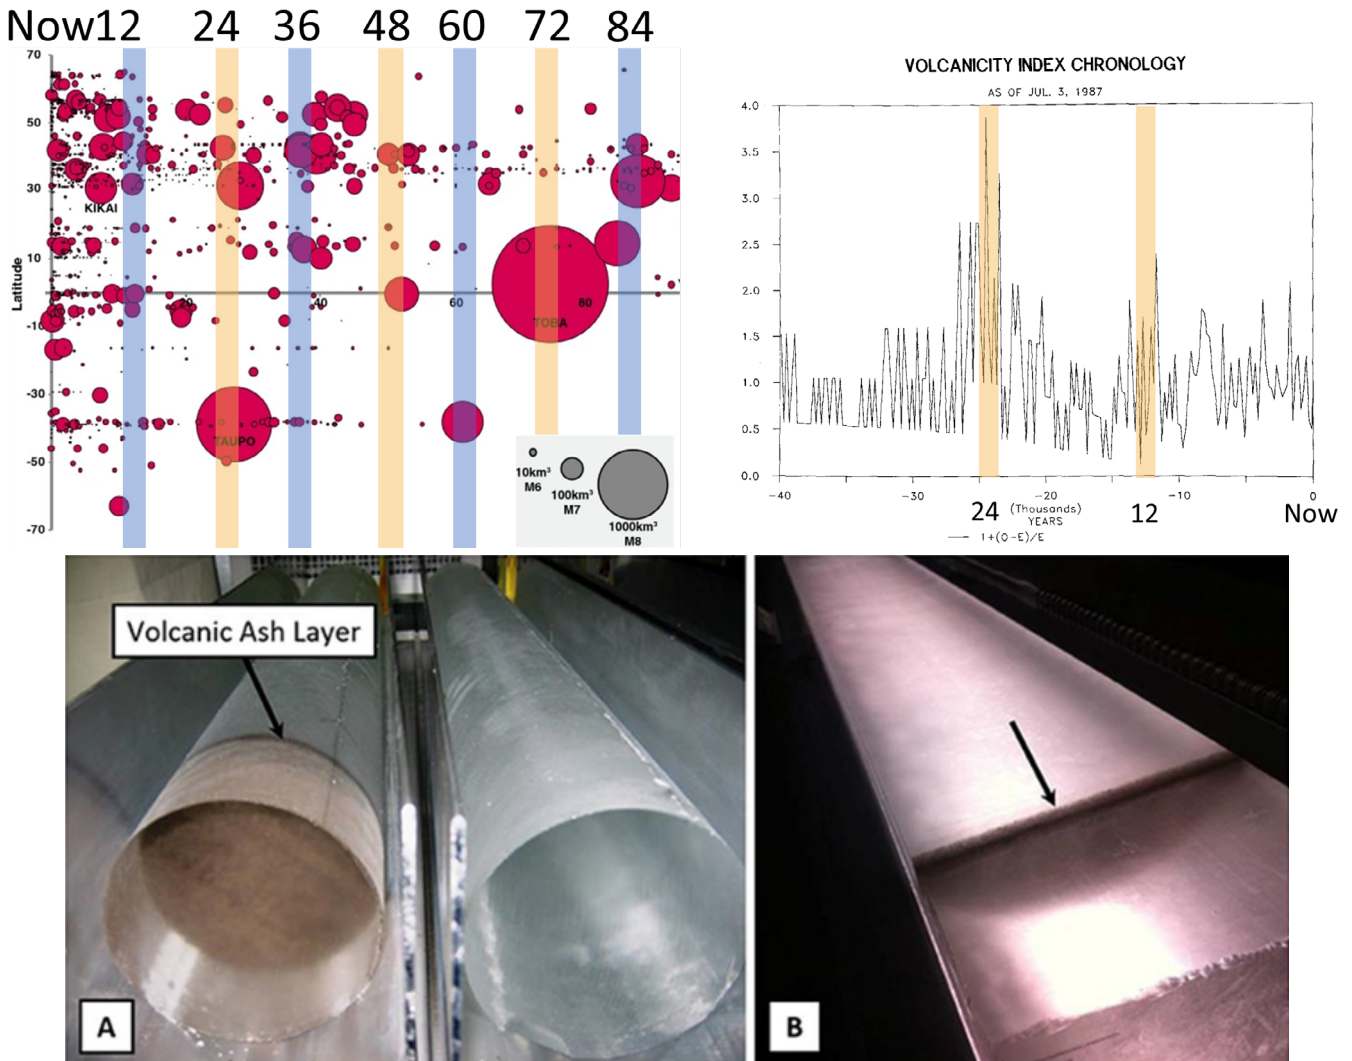 Now12 24 36 48 60 72 84
70
50
30
10
-10
-30
-50
-70
Latitude
KIKAI
20 40 60 80
TOBA
TAUPO
10km³
M6
100km³
M7
1000km³
M8
VOLCANICITY INDEX CHRONOLOGY
AS OF JUL. 3, 1987
4.0
3.5
3.0
2.5
2.0
1.5
1.0
0.5
0.0
-40 -30 -20 -10 0
24 (Thousands) 12 Now
YEARS
1+(O-E)/E
Volcanic Ash Layer
A
B